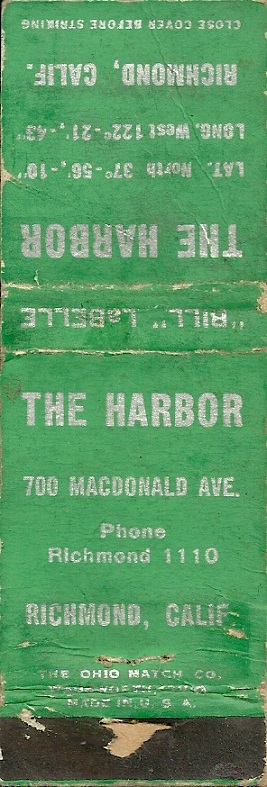 "BILL" LaBELLE
THE HARBOR
LAT. North 37°-56',-10"
LONG. West 122°-21',-43"
RICHMOND, CALIF.
CLOSE COVER BEFORE STRIKING
THE HARBOR
700 MACDONALD AVE.
Phone
Richmond 1110
RICHMOND, CALIF.
THE OHIO MATCH CO.
MADE IN U. S. A.